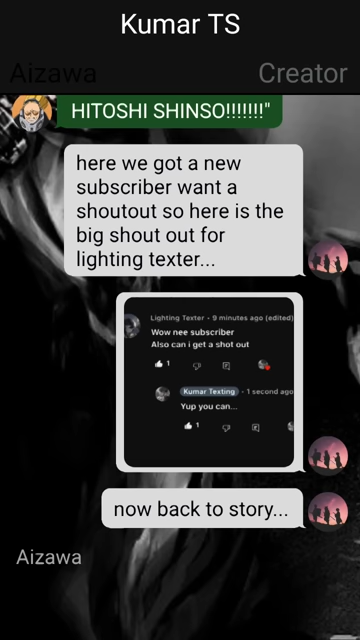 Kumar TS
Aizawa
Creator
HITOSHI SHINSO!!!!!!!"
here we got a new
subscriber want a
shoutout so here is the
big shout out for
lighting texter...
Lighting Texter • 9 minutes ago (edited)
Wow nee subscriber
Also can i get a shot out
1
Kumar Texting • 1 second ago
Yup you can...
1
now back to story...
Aizawa